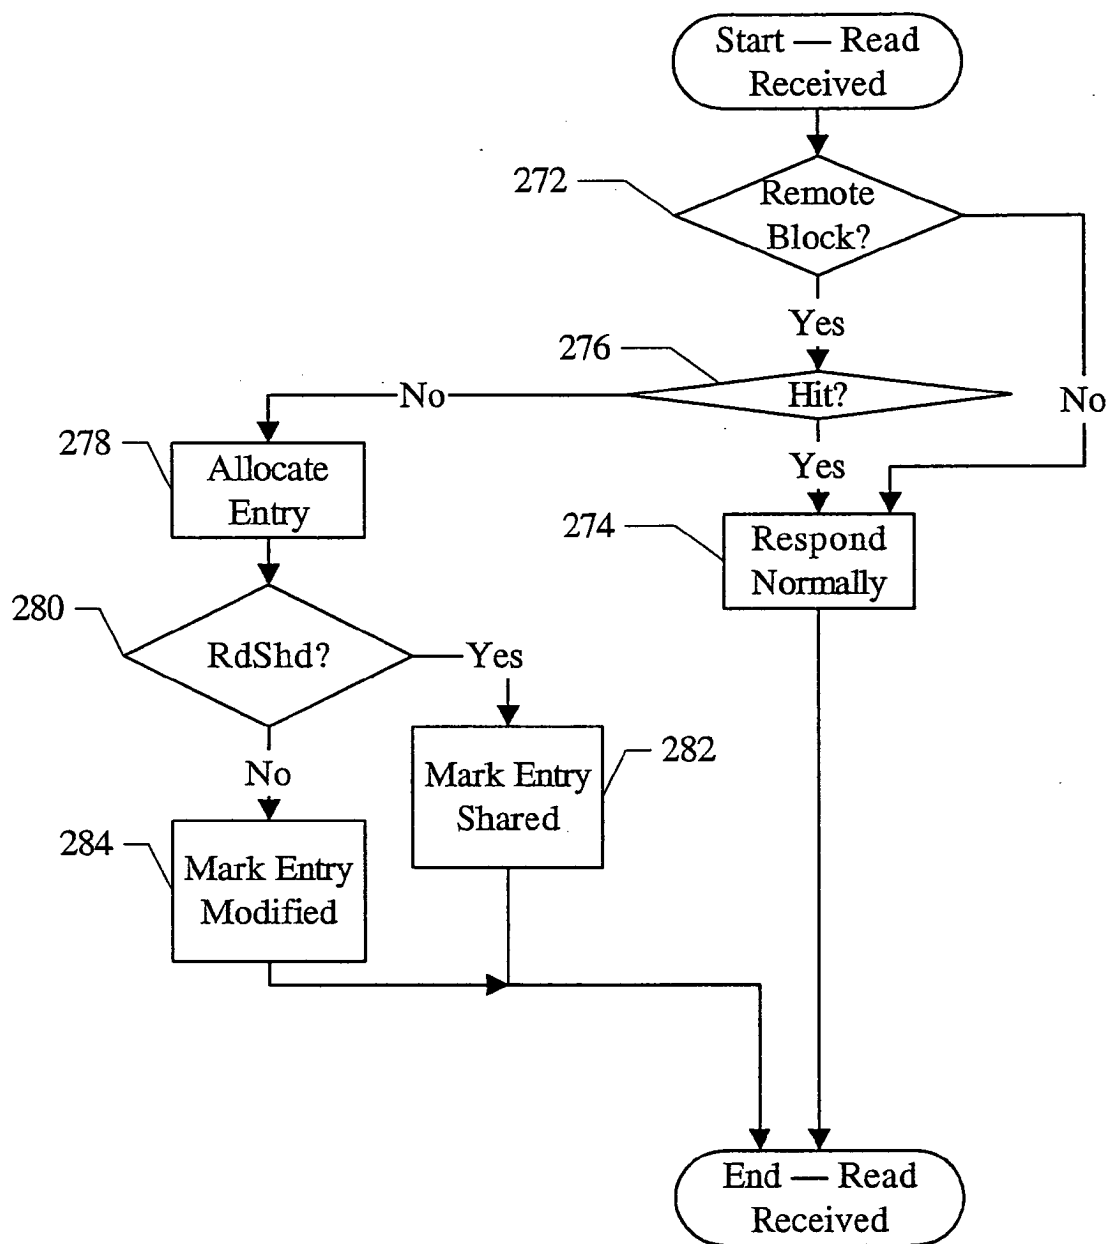 Start — Read
Received
272
Remote
Block?
Yes
276
Hit?
No
No
278
Allocate
Entry
Yes
274
Respond
Normally
280
RdShd?
Yes
No
Mark Entry
Shared
282
284
Mark Entry
Modified
End — Read
Received